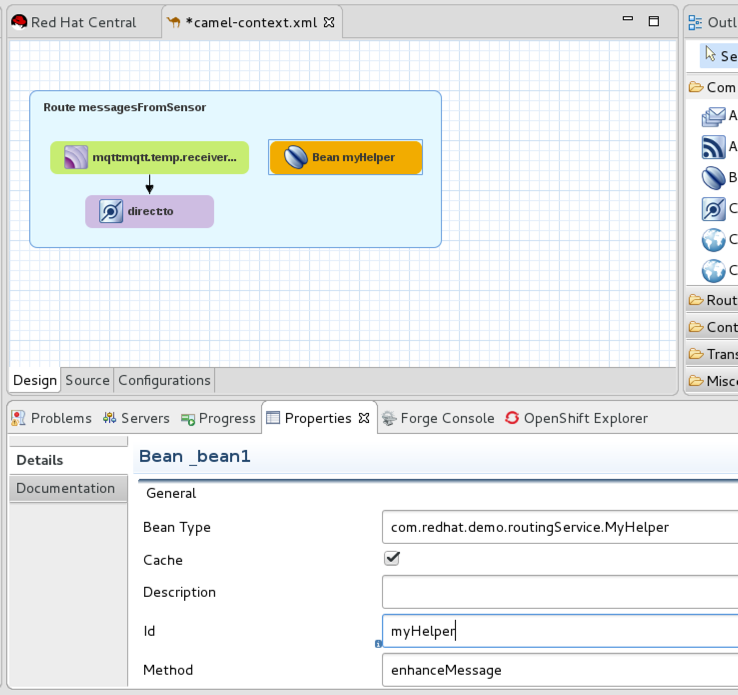 Red Hat Central
*camel-context.xml
Outl
Route messagesFromSensor
mqtt:mqtt.temp.receiver...
Bean myHelper
direct:to
Se
Com
A
A
B
C
C
C
Rout
Cont
Trans
Misc
Design Source Configurations
Problems Servers Progress Properties Forge Console OpenShift Explorer
Details
Documentation
Bean _bean1
General
Bean Type com.redhat.demo.routingService.MyHelper
Cache
Description
Id myHelper
Method enhanceMessage